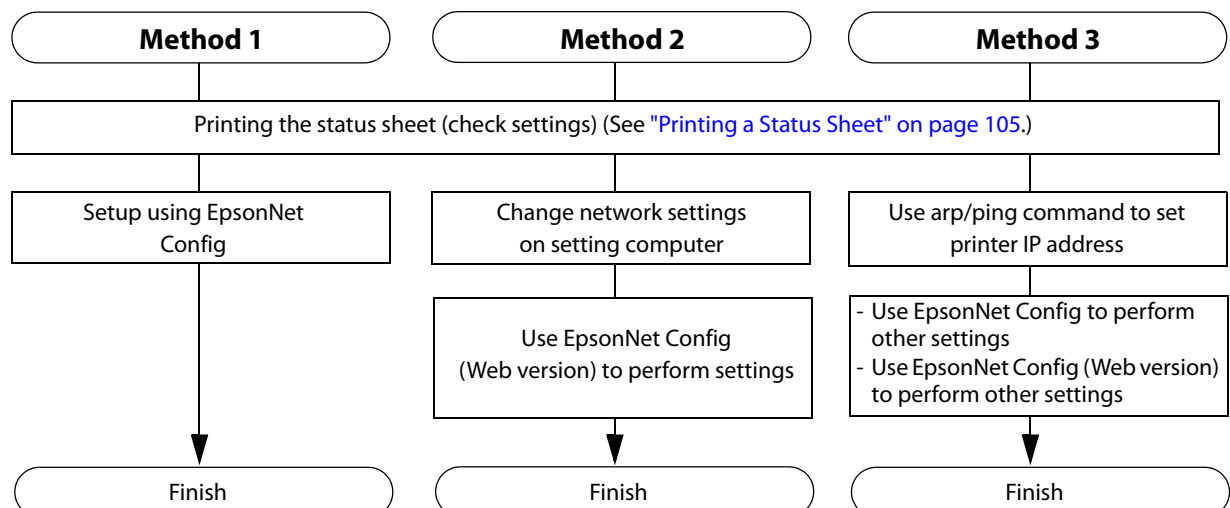 Method 1
Method 2
Method 3
Printing the status sheet (check settings) (See "Printing a Status Sheet" on page 105.)
Setup using EpsonNet
Config
Change network settings
on setting computer
Use arp/ping command to set
printer IP address
Use EpsonNet Config
(Web version) to perform settings
- Use EpsonNet Config to perform
other settings
- Use EpsonNet Config (Web version)
to perform other settings
Finish
Finish
Finish